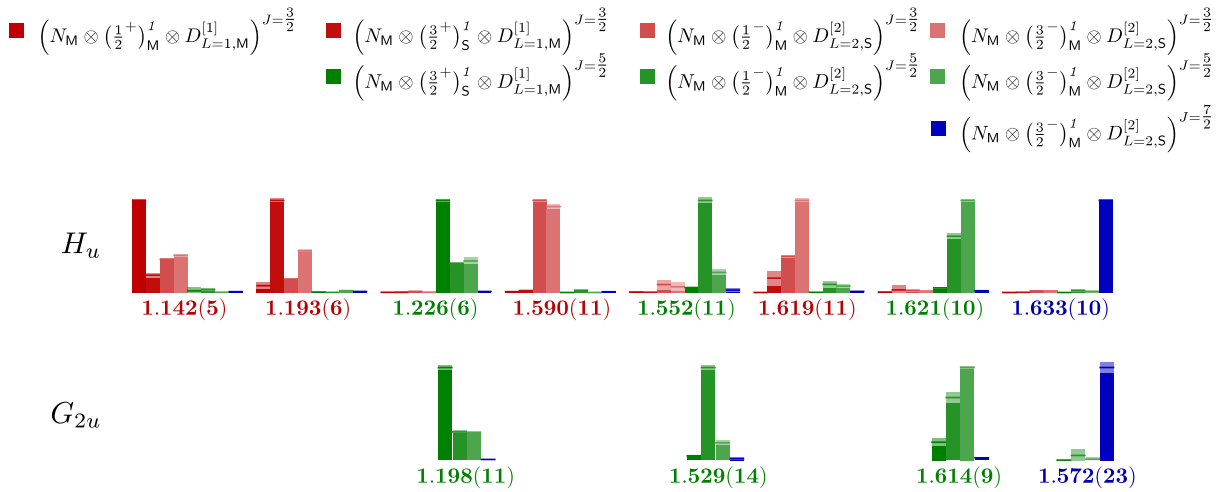 (N_M ⊗ (1/2⁺)¹_M ⊗ D^[1]_{L=1,M})^{J=3/2} (N_M ⊗ (3/2⁺)¹_S ⊗ D^[1]_{L=1,M})^{J=3/2} (N_M ⊗ (1/2⁻)¹_M ⊗ D^[2]_{L=2,S})^{J=3/2} (N_M ⊗ (3/2⁻)¹_M ⊗ D^[2]_{L=2,S})^{J=3/2}
(N_M ⊗ (3/2⁺)¹_S ⊗ D^[1]_{L=1,M})^{J=5/2} (N_M ⊗ (1/2⁻)¹_M ⊗ D^[2]_{L=2,S})^{J=5/2} (N_M ⊗ (3/2⁻)¹_M ⊗ D^[2]_{L=2,S})^{J=5/2}
(N_M ⊗ (3/2⁻)¹_M ⊗ D^[2]_{L=2,S})^{J=7/2}
H_u
1.142(5) 1.193(6) 1.226(6) 1.590(11) 1.552(11) 1.619(11) 1.621(10) 1.633(10)
G_{2u}
1.198(11) 1.529(14) 1.614(9) 1.572(23)